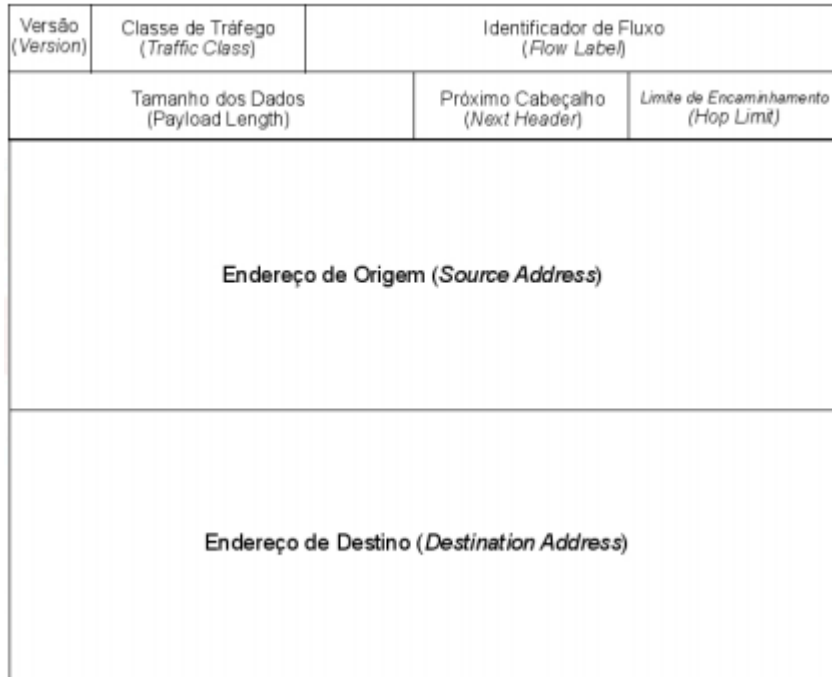 Versão
(Version)
Classe de Tráfego
(Traffic Class)
Identificador de Fluxo
(Flow Label)
Tamanho dos Dados
(Payload Length)
Próximo Cabeçalho
(Next Header)
Limite de Encaminhamento
(Hop Limit)
Endereço de Origem (Source Address)
Endereço de Destino (Destination Address)